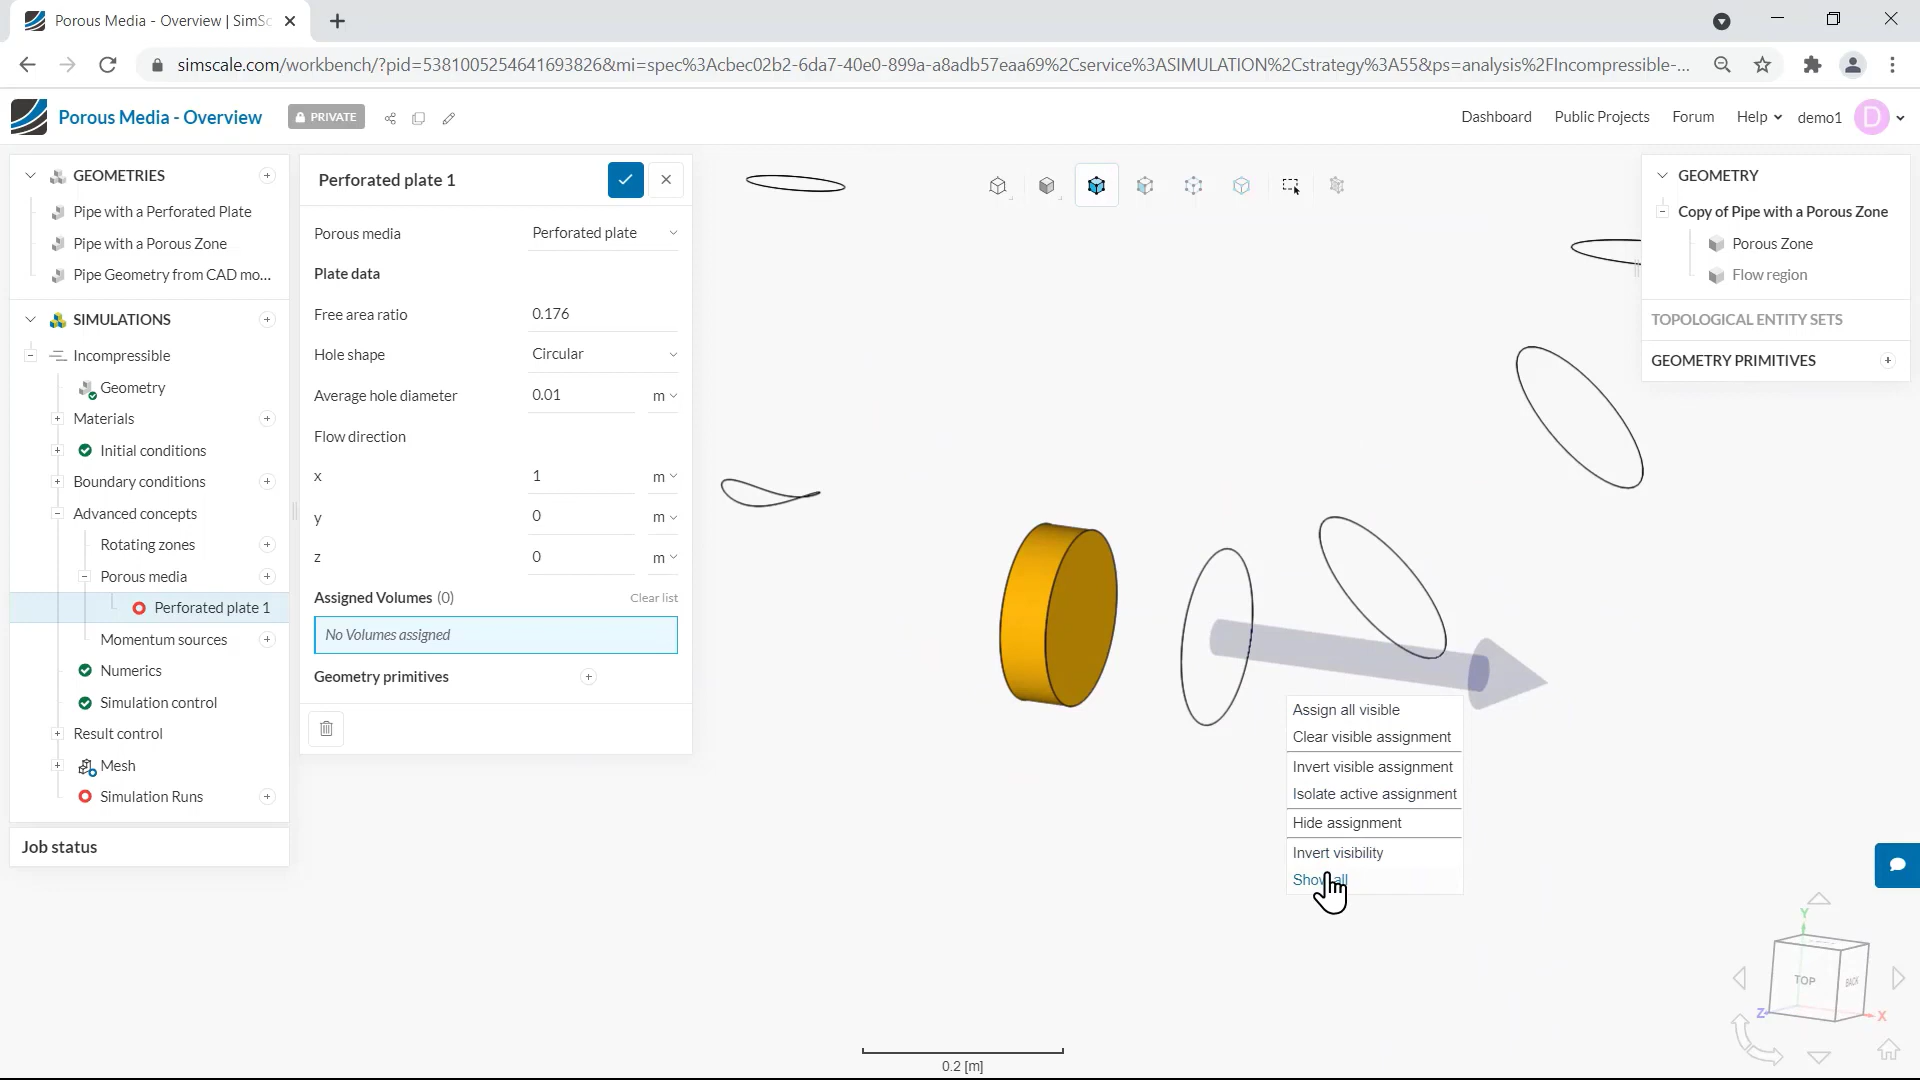 Porous Media - Overview | SimSc
simscale.com/workbench/?pid=5381005254641693826&mi=spec%3Acbec02b2-6da7-40e0-899a-a8adb57eaa69%2Cservice%3ASIMULATION%2Cstrategy%3A55&ps=analysis%2FIncompressible-...
Porous Media - Overview
PRIVATE
Dashboard
Public Projects
Forum
Help
demo1
D
GEOMETRIES
Pipe with a Perforated Plate
Pipe with a Porous Zone
Pipe Geometry from CAD mo...
SIMULATIONS
Incompressible
Geometry
Materials
Initial conditions
Boundary conditions
Advanced concepts
Rotating zones
Porous media
Perforated plate 1
Momentum sources
Numerics
Simulation control
Result control
Mesh
Simulation Runs
Job status
Perforated plate 1
Porous media Perforated plate
Plate data
Free area ratio 0.176
Hole shape Circular
Average hole diameter 0.01 m
Flow direction
x 1 m
y 0 m
z 0 m
Assigned Volumes (0) Clear list
No Volumes assigned
Geometry primitives
Assign all visible
Clear visible assignment
Invert visible assignment
Isolate active assignment
Hide assignment
Invert visibility
Show all
GEOMETRY
Copy of Pipe with a Porous Zone
Porous Zone
Flow region
TOPOLOGICAL ENTITY SETS
GEOMETRY PRIMITIVES
0.2 [m]
Y
TOP
BACK
Z
X